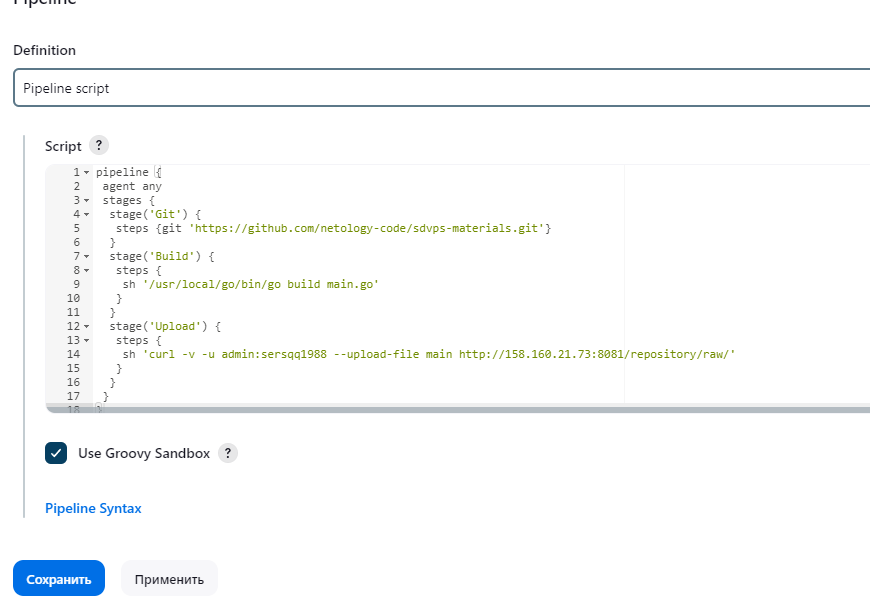 Pipeline
Definition
Pipeline script
Script ?
1 pipeline {
2 agent any
3 stages {
4 stage('Git') {
5 steps {git 'https://github.com/netology-code/sdvps-materials.git'}
6 }
7 stage('Build') {
8 steps {
9 sh '/usr/local/go/bin/go build main.go'
10 }
11 }
12 stage('Upload') {
13 steps {
14 sh 'curl -v -u admin:sersqq1988 --upload-file main http://158.160.21.73:8081/repository/raw/'
15 }
16 }
17 }
18 }
Use Groovy Sandbox ?
Pipeline Syntax
Сохранить
Применить